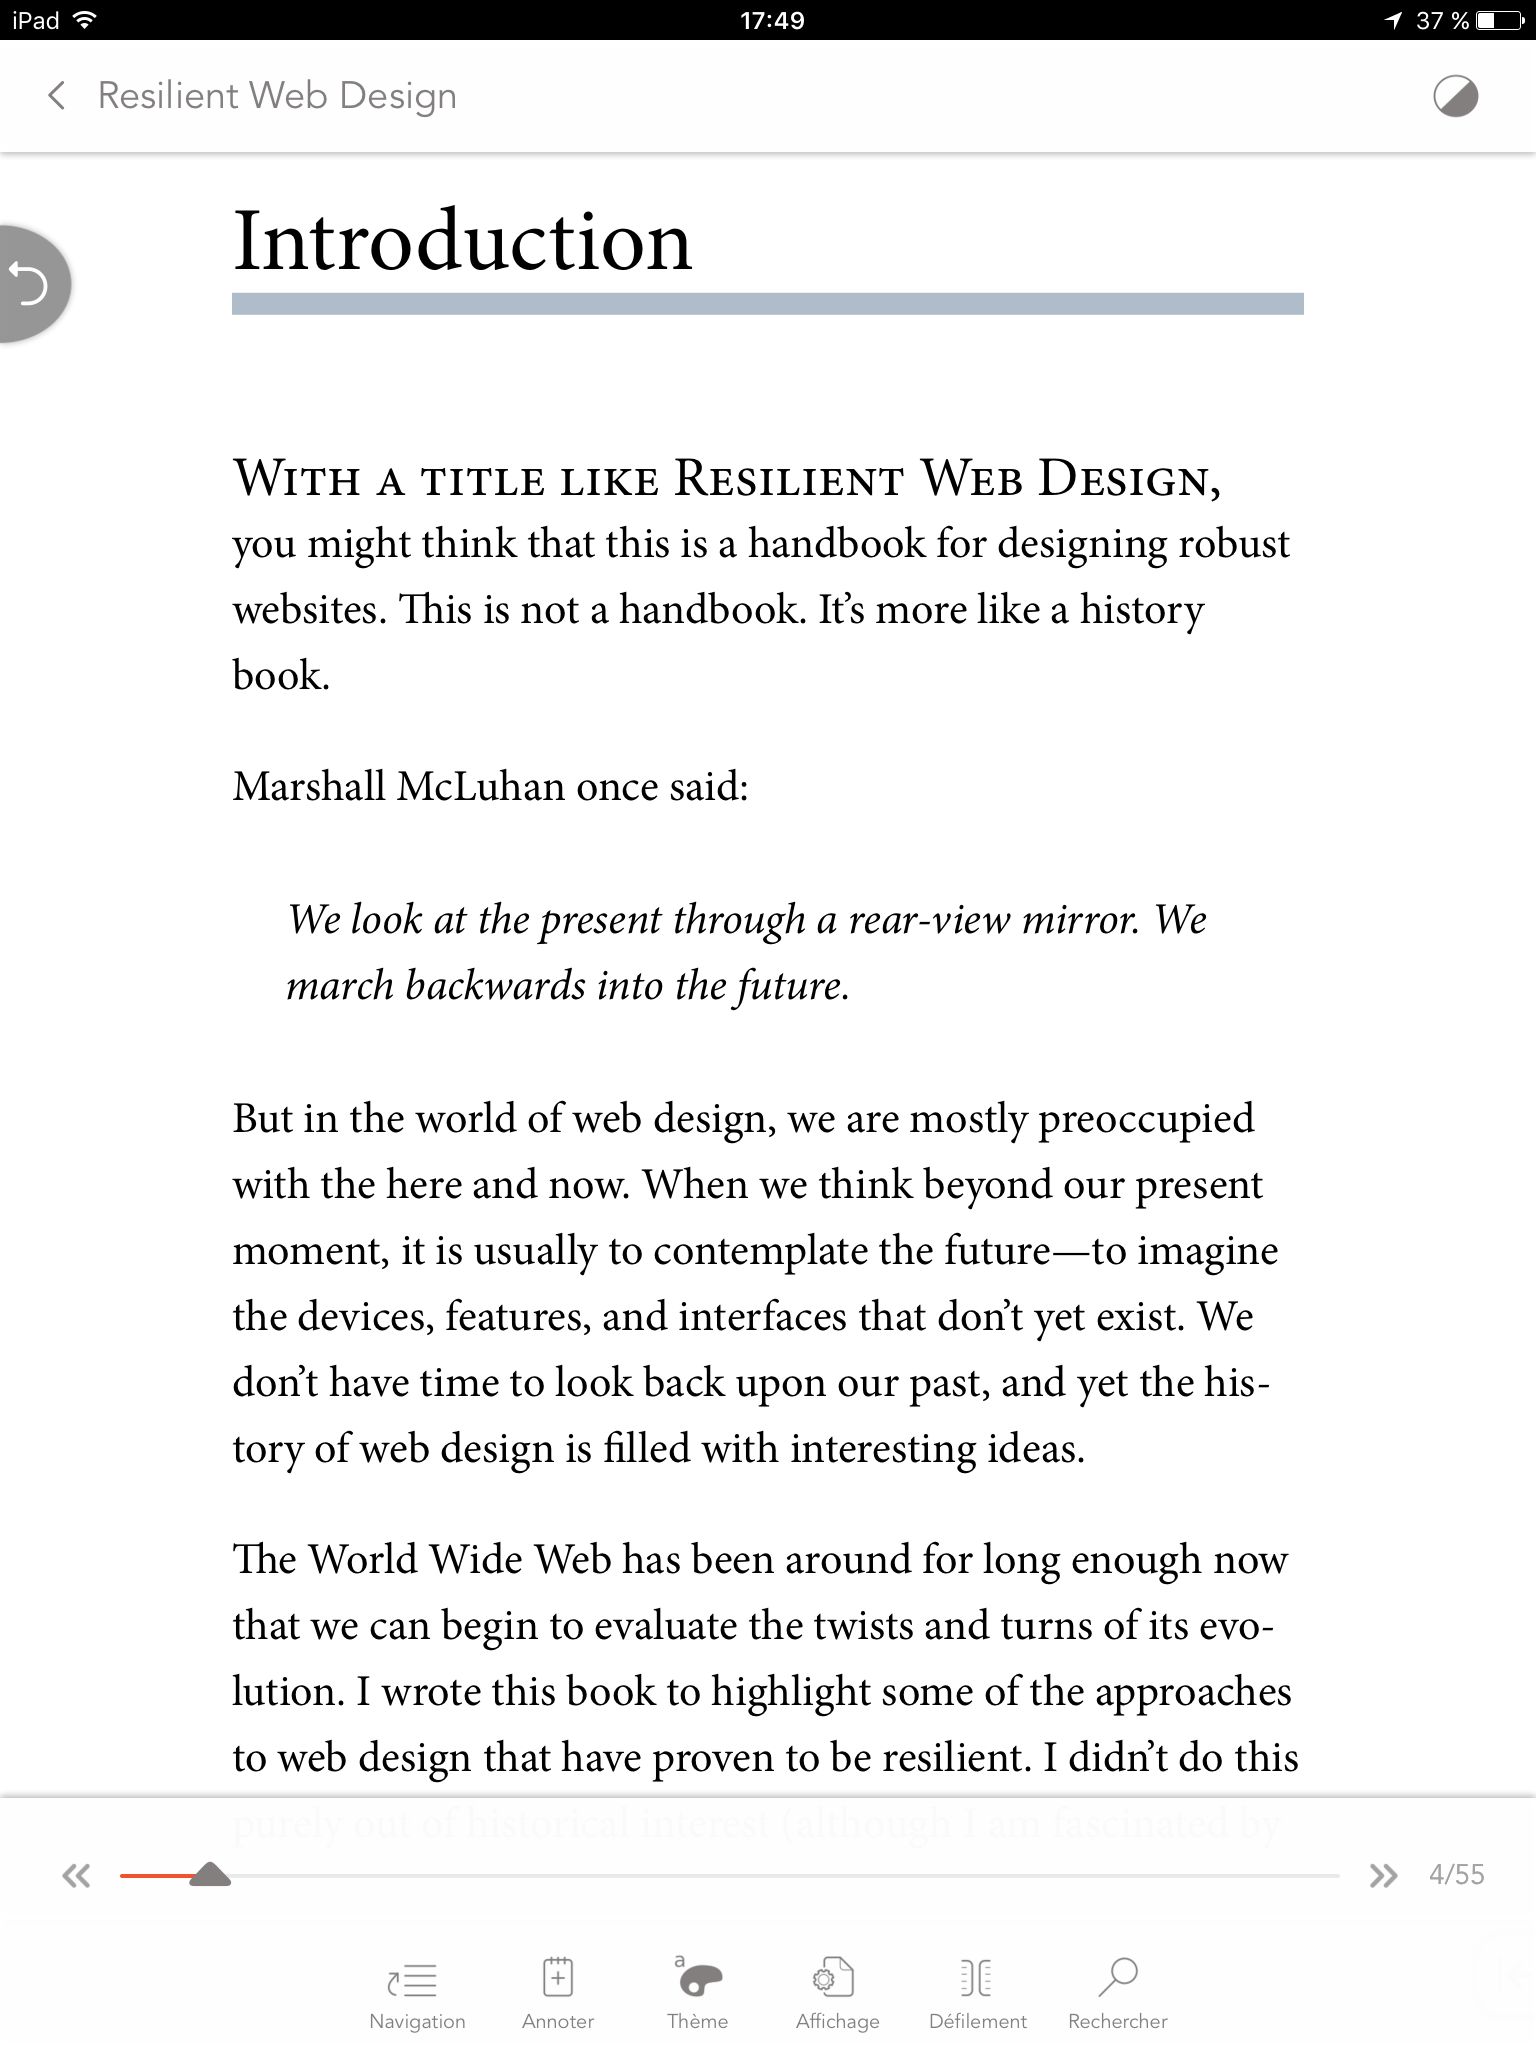 iPad
17:49
37 %
Resilient Web Design
Introduction
With a title like Resilient Web Design,
you might think that this is a handbook for designing robust
websites. This is not a handbook. It’s more like a history
book.
Marshall McLuhan once said:
We look at the present through a rear-view mirror. We
march backwards into the future.
But in the world of web design, we are mostly preoccupied
with the here and now. When we think beyond our present
moment, it is usually to contemplate the future—to imagine
the devices, features, and interfaces that don’t yet exist. We
don’t have time to look back upon our past, and yet the his-
tory of web design is filled with interesting ideas.
The World Wide Web has been around for long enough now
that we can begin to evaluate the twists and turns of its evo-
lution. I wrote this book to highlight some of the approaches
to web design that have proven to be resilient. I didn’t do this
purely out of historical interest (although I am fascinated by
4/55
a
Navigation
Annoter
Thème
Affichage
Défilement
Rechercher